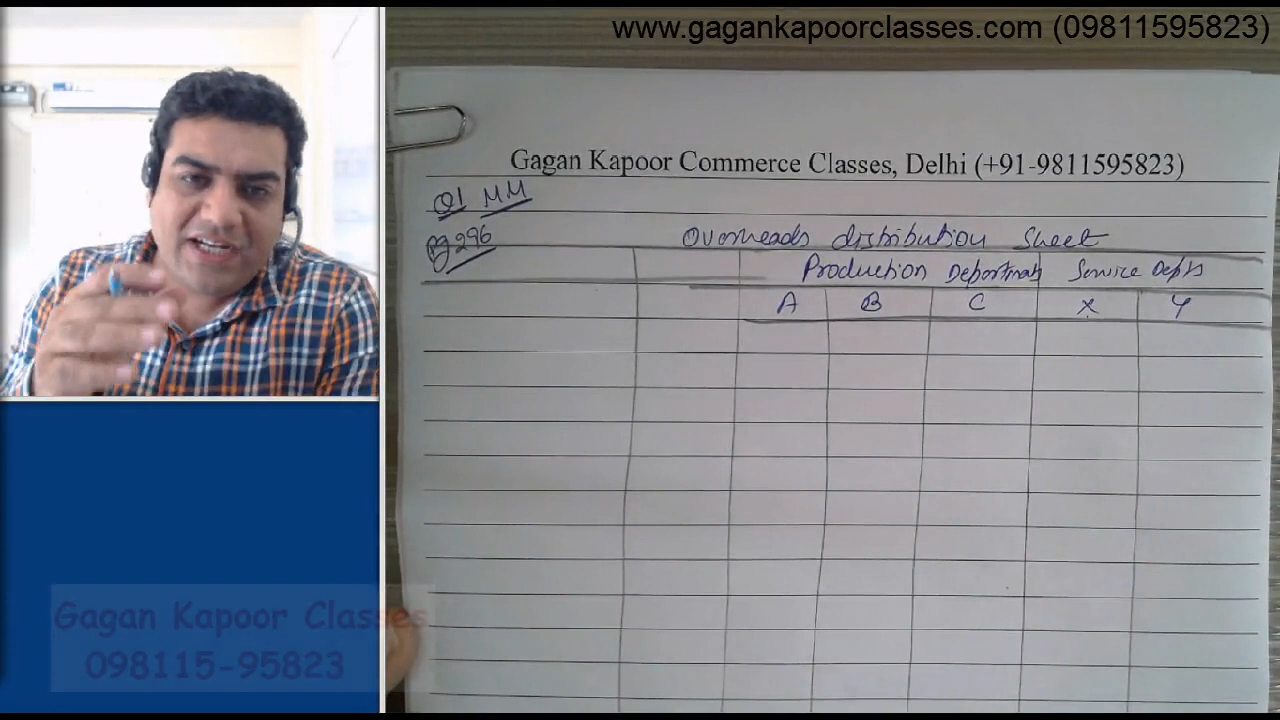 www.gagankapoorclasses.com (09811595823)
Gagan Kapoor Commerce Classes, Delhi (+91-9811595823)
Q1 MM
Pg 296
Overheads distribution Sheet
Production Departments Service Depts
A B C X Y
Gagan Kapoor Classes
098115-95823